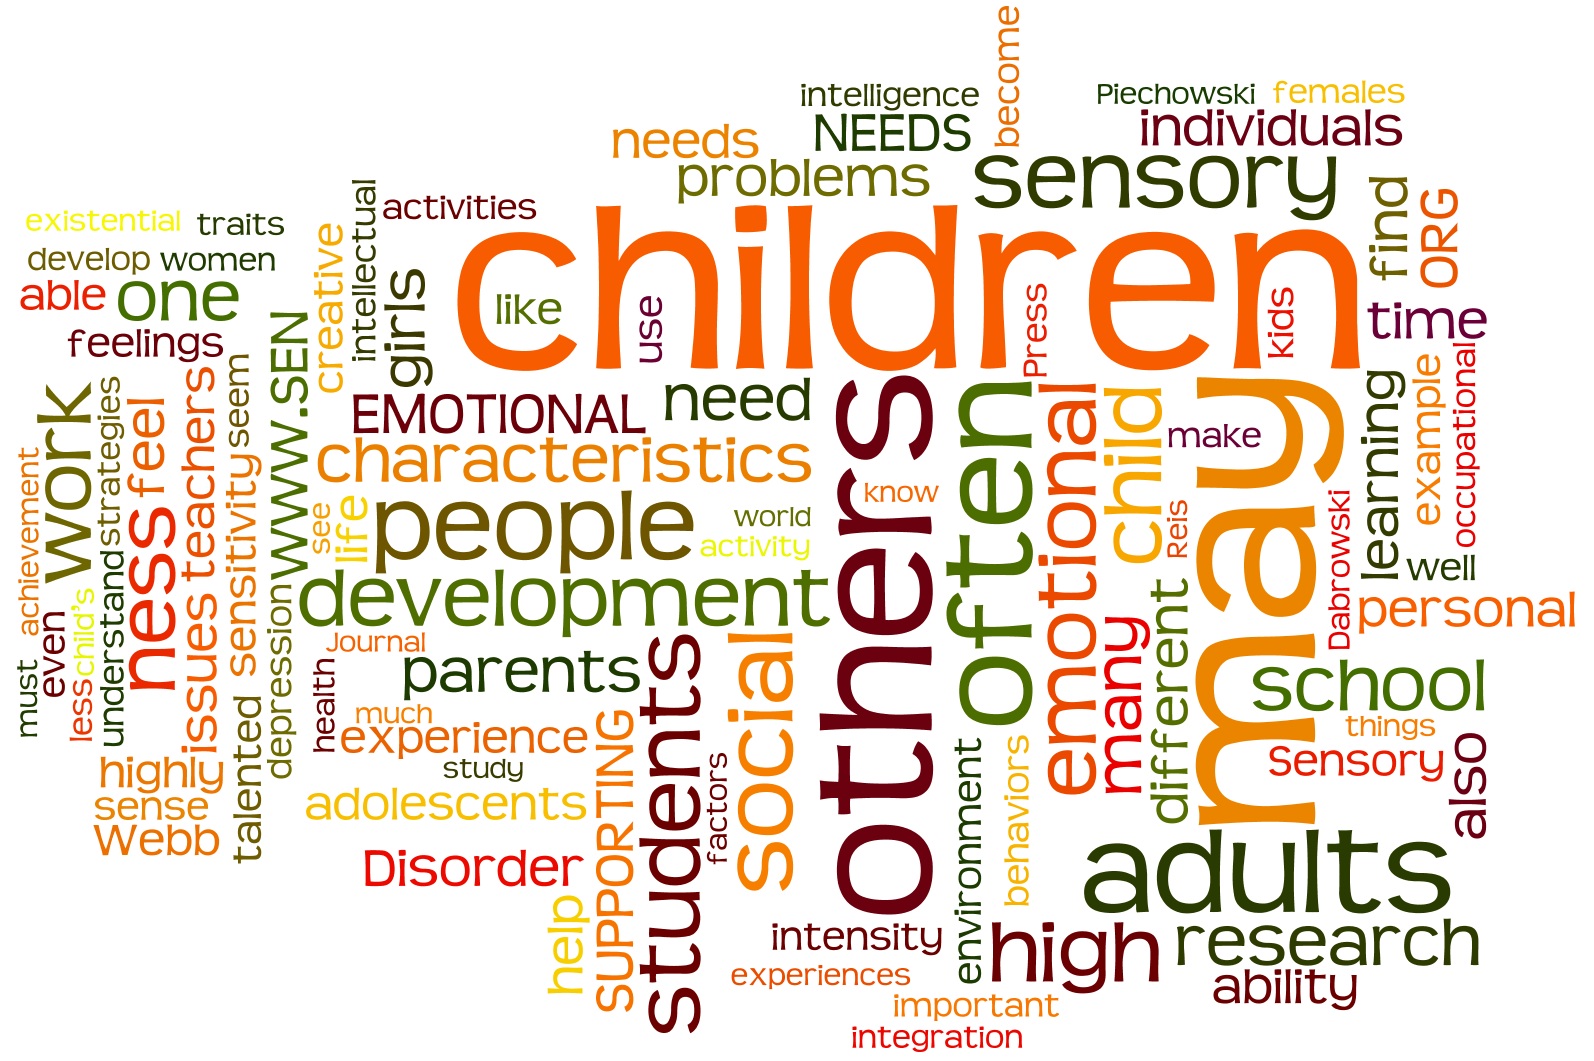 become
intelligence
Piechowski
females
needs
NEEDS
individuals
problems
sensory
existential
traits
activities
intellectual
creative
girls
children
like
use
Press
kids
find
ORG
develop
women
able
one
feelings
time
WWW.SEN
EMOTIONAL
need
characteristics
others
often
emotional
child
make
may
learning
example
occupational
work
strategies
feel
teachers
seem
sensitivity
achievement
understand
ness
issues
see
life
people
know
world
activity
Reis
Dabrowski
well
personal
development
depression
must
even
child's
less
talented
Journal
health
parents
students
social
many
different
school
things
Sensory
also
much
experience
study
SUPPORTING
factors
highly
sense
Webb
adolescents
Disorder
help
environment
behaviors
adults
intensity
high
research
experiences
ability
important
integration